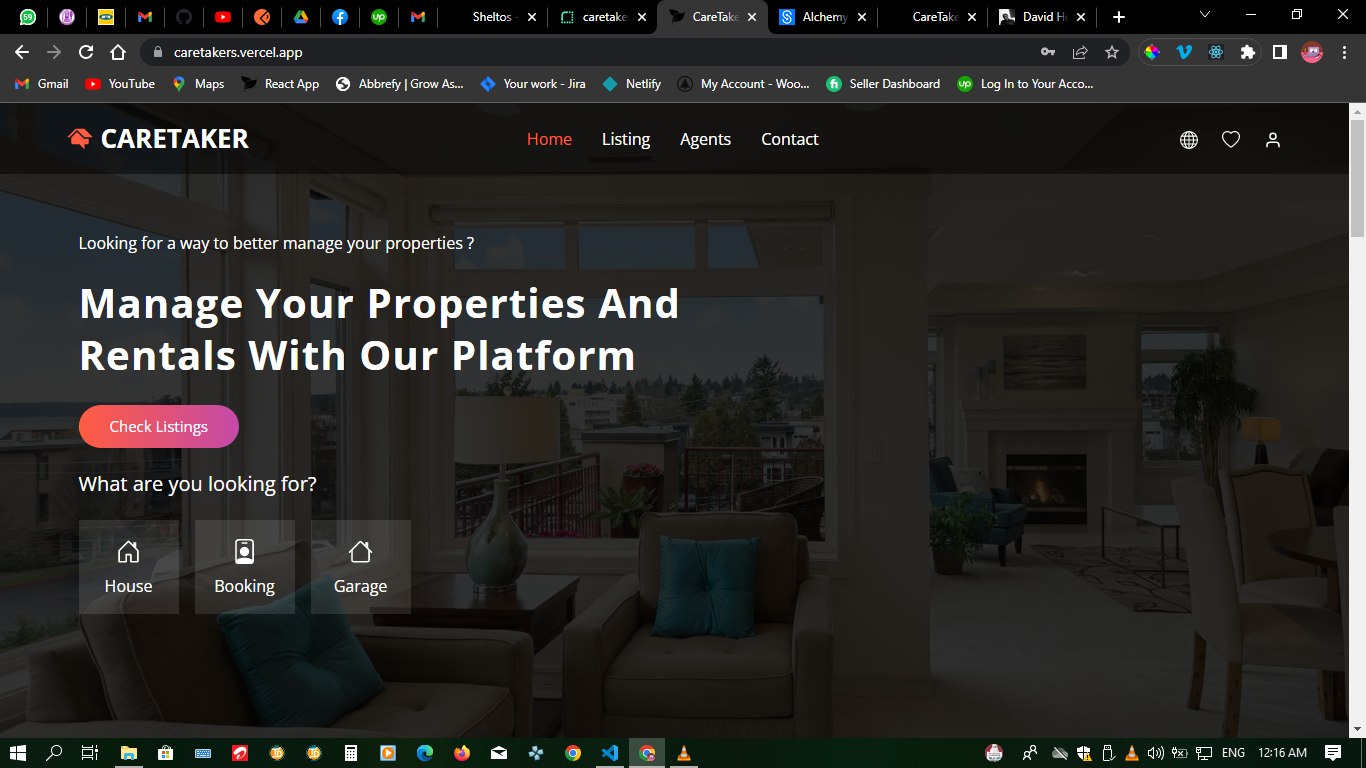 59
Sheltos -
caretake
CareTake
Alchemy
CareTake
David H
caretakers.vercel.app
Gmail
YouTube
Maps
React App
Abbrefy | Grow As...
Your work - Jira
Netlify
My Account - Woo...
Seller Dashboard
up
Log In to Your Acco...
CARETAKER
Home
Listing
Agents
Contact
Looking for a way to better manage your properties ?
Manage Your Properties And
Rentals With Our Platform
Check Listings
What are you looking for?
House
Booking
Garage
ENG
12:16 AM